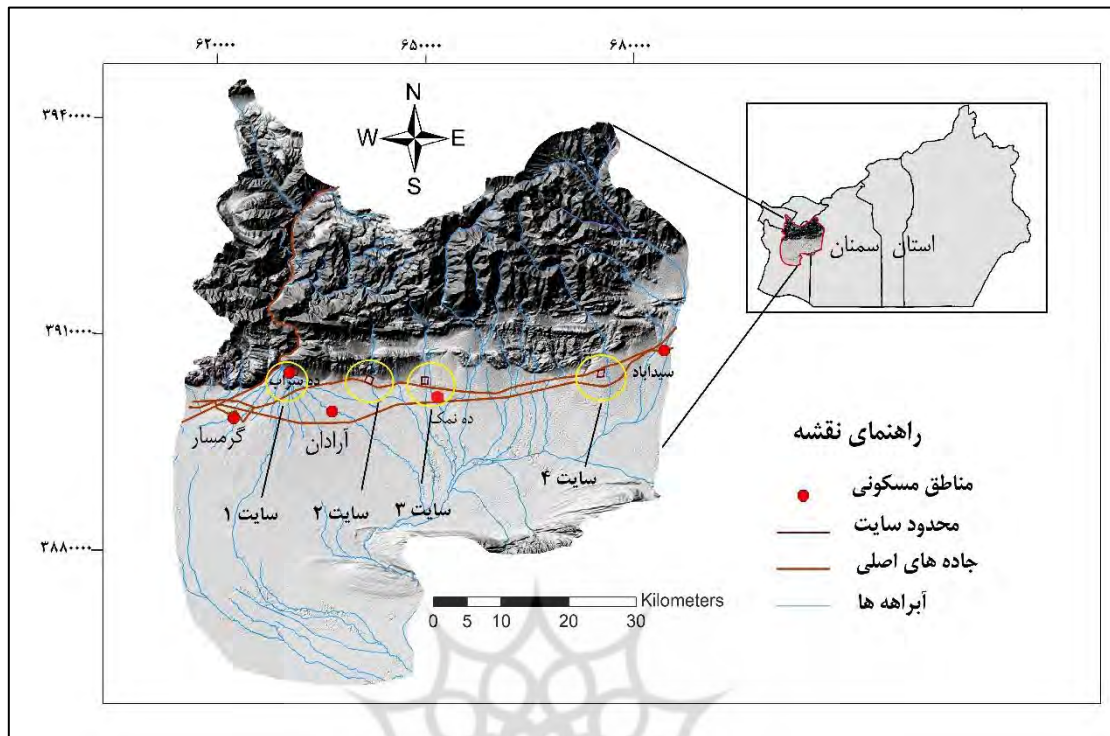 ۶۲۰۰۰۰ ۶۵۰۰۰۰ ۶۸۰۰۰۰
۳۹۴۰۰۰۰
۳۹۱۰۰۰۰
۳۸۸۰۰۰۰
N
W E
S
استان سمنان
سیداباد
ده نمک
آرادان
گرمسار
سایت ۱
سایت ۲
سایت ۳
سایت ۴
راهنمای نقشه
مناطق مسکونی
محدود سایت
جاده های اصلی
آبراهه ها
Kilometers
0 5 10 20 30